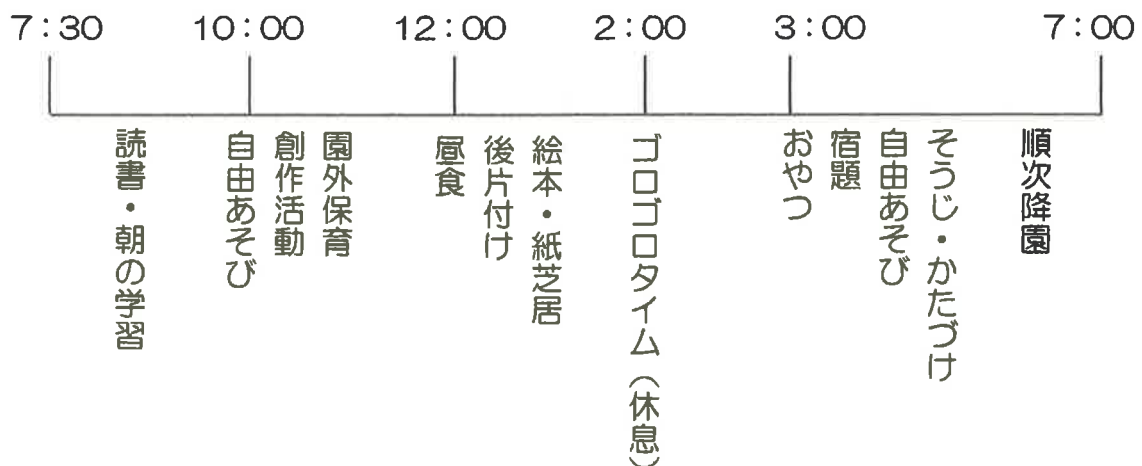 7:30
10:00
12:00
2:00
3:00
7:00
読書・朝の学習
自由あそび
創作活動
園外保育
昼食
後片付け
絵本・紙芝居
ゴロゴロタイム（休息）
おやつ
宿題
自由あそび
そうじ・かたづけ
順次降園